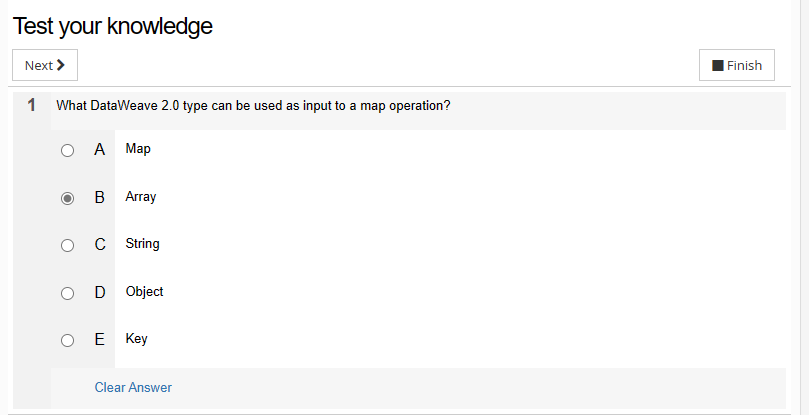 Test your knowledge
Next
Finish
1 What DataWeave 2.0 type can be used as input to a map operation?
A Map
B Array
C String
D Object
E Key
Clear Answer